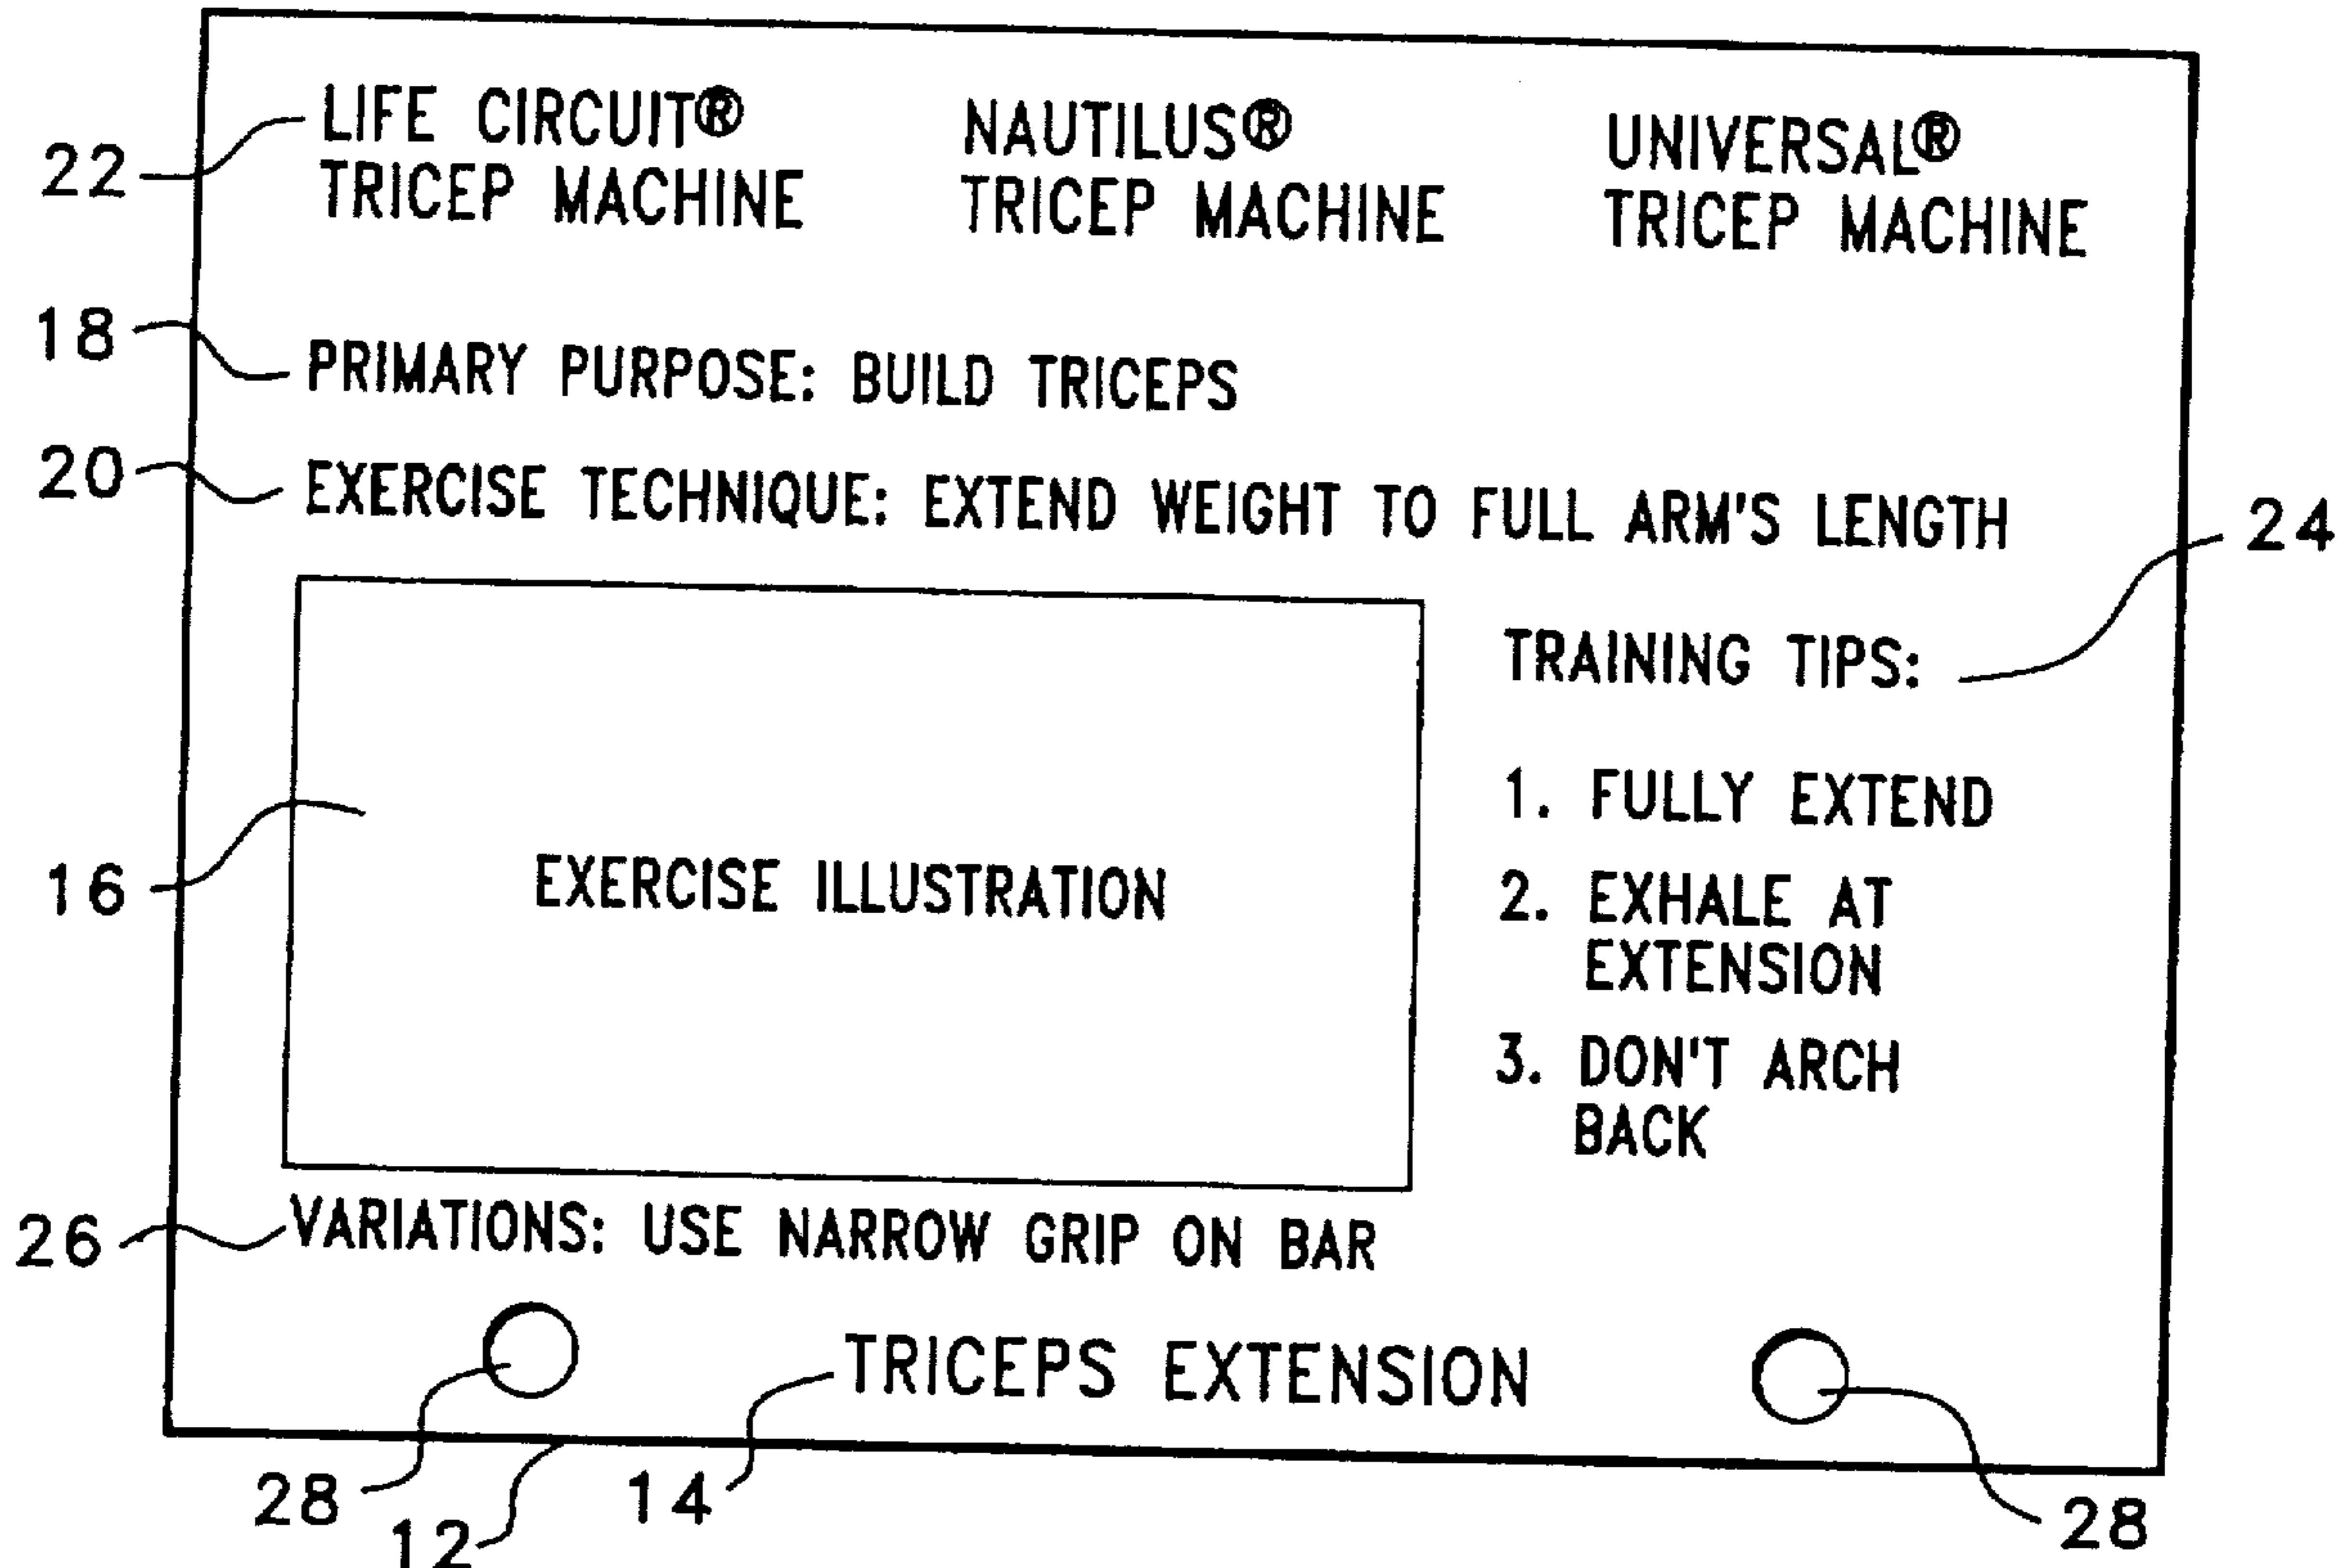 LIFE CIRCUIT® NAUTILUS® UNIVERSAL®
TRICEP MACHINE TRICEP MACHINE TRICEP MACHINE
22
18
PRIMARY PURPOSE: BUILD TRICEPS
20
EXERCISE TECHNIQUE: EXTEND WEIGHT TO FULL ARM'S LENGTH
24
TRAINING TIPS:
1. FULLY EXTEND
2. EXHALE AT
EXTENSION
3. DON'T ARCH
BACK
16
EXERCISE ILLUSTRATION
26
VARIATIONS: USE NARROW GRIP ON BAR
TRICEPS EXTENSION
28
12
14
28